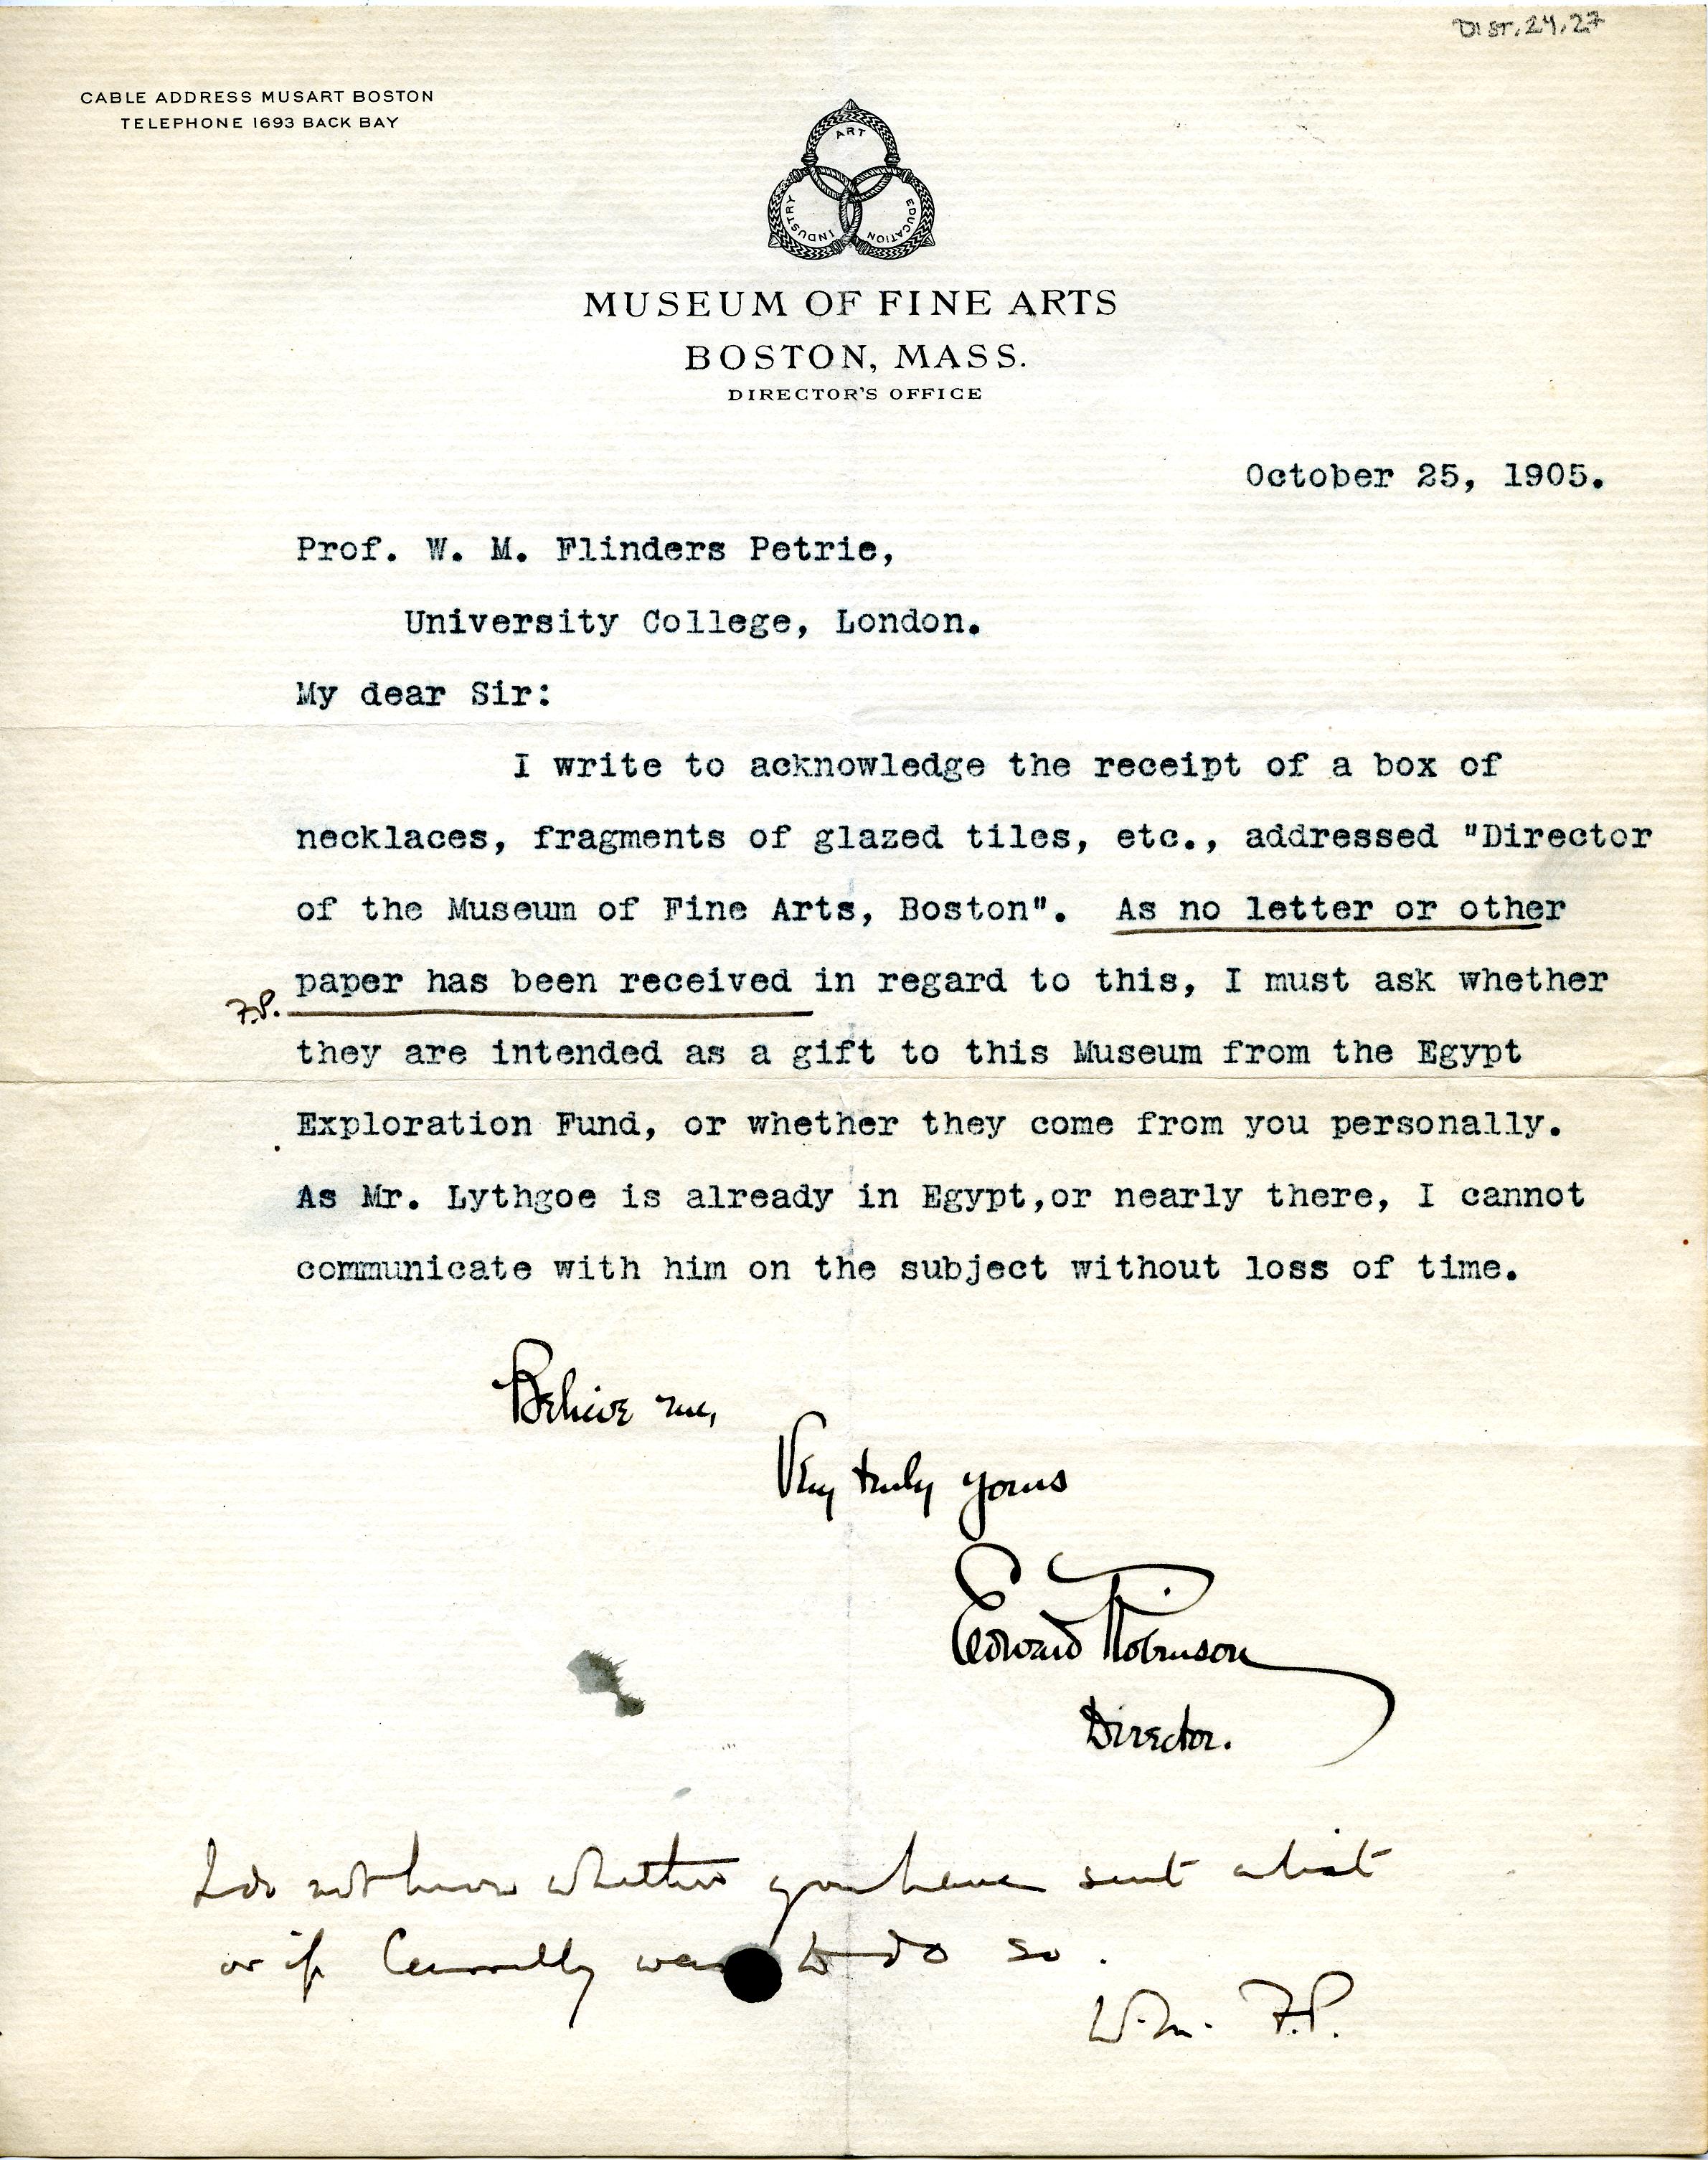 DIST.24.27
CABLE ADDRESS MUSART BOSTON
TELEPHONE 1693 BACK BAY
ART
INDUSTRY
EDUCATION
MUSEUM OF FINE ARTS
BOSTON, MASS.
DIRECTOR'S OFFICE
October 25, 1905.
Prof. W. M. Flinders Petrie,
University College, London.
My dear Sir:
I write to acknowledge the receipt of a box of
necklaces, fragments of glazed tiles, etc., addressed "Director
of the Museum of Fine Arts, Boston". As no letter or other
paper has been received in regard to this, I must ask whether
F.P.
they are intended as a gift to this Museum from the Egypt
Exploration Fund, or whether they come from you personally.
As Mr. Lythgoe is already in Egypt,or nearly there, I cannot
communicate with him on the subject without loss of time.
Believe me,
Very truly yours
Edward Robinson
Director.
I do not know whether you have sent a list
or if Currelly was to do so.
W.M. F.P.